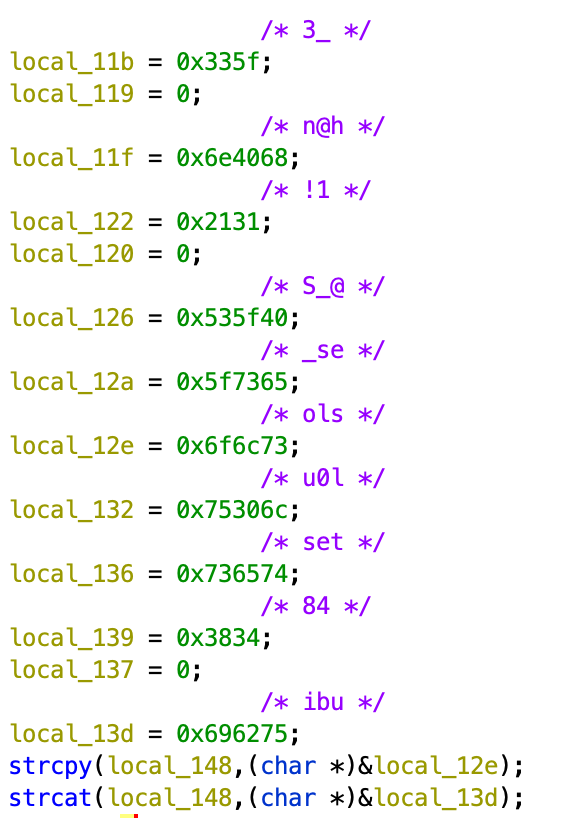 /* 3_ */
local_11b = 0x335f;
local_119 = 0;
/* n@h */
local_11f = 0x6e4068;
/* !1 */
local_122 = 0x2131;
local_120 = 0;
/* S_@ */
local_126 = 0x535f40;
/* _se */
local_12a = 0x5f7365;
/* ols */
local_12e = 0x6f6c73;
/* u0l */
local_132 = 0x75306c;
/* set */
local_136 = 0x736574;
/* 84 */
local_139 = 0x3834;
local_137 = 0;
/* ibu */
local_13d = 0x696275;
strcpy(local_148,(char *)&local_12e);
strcat(local_148,(char *)&local_13d);